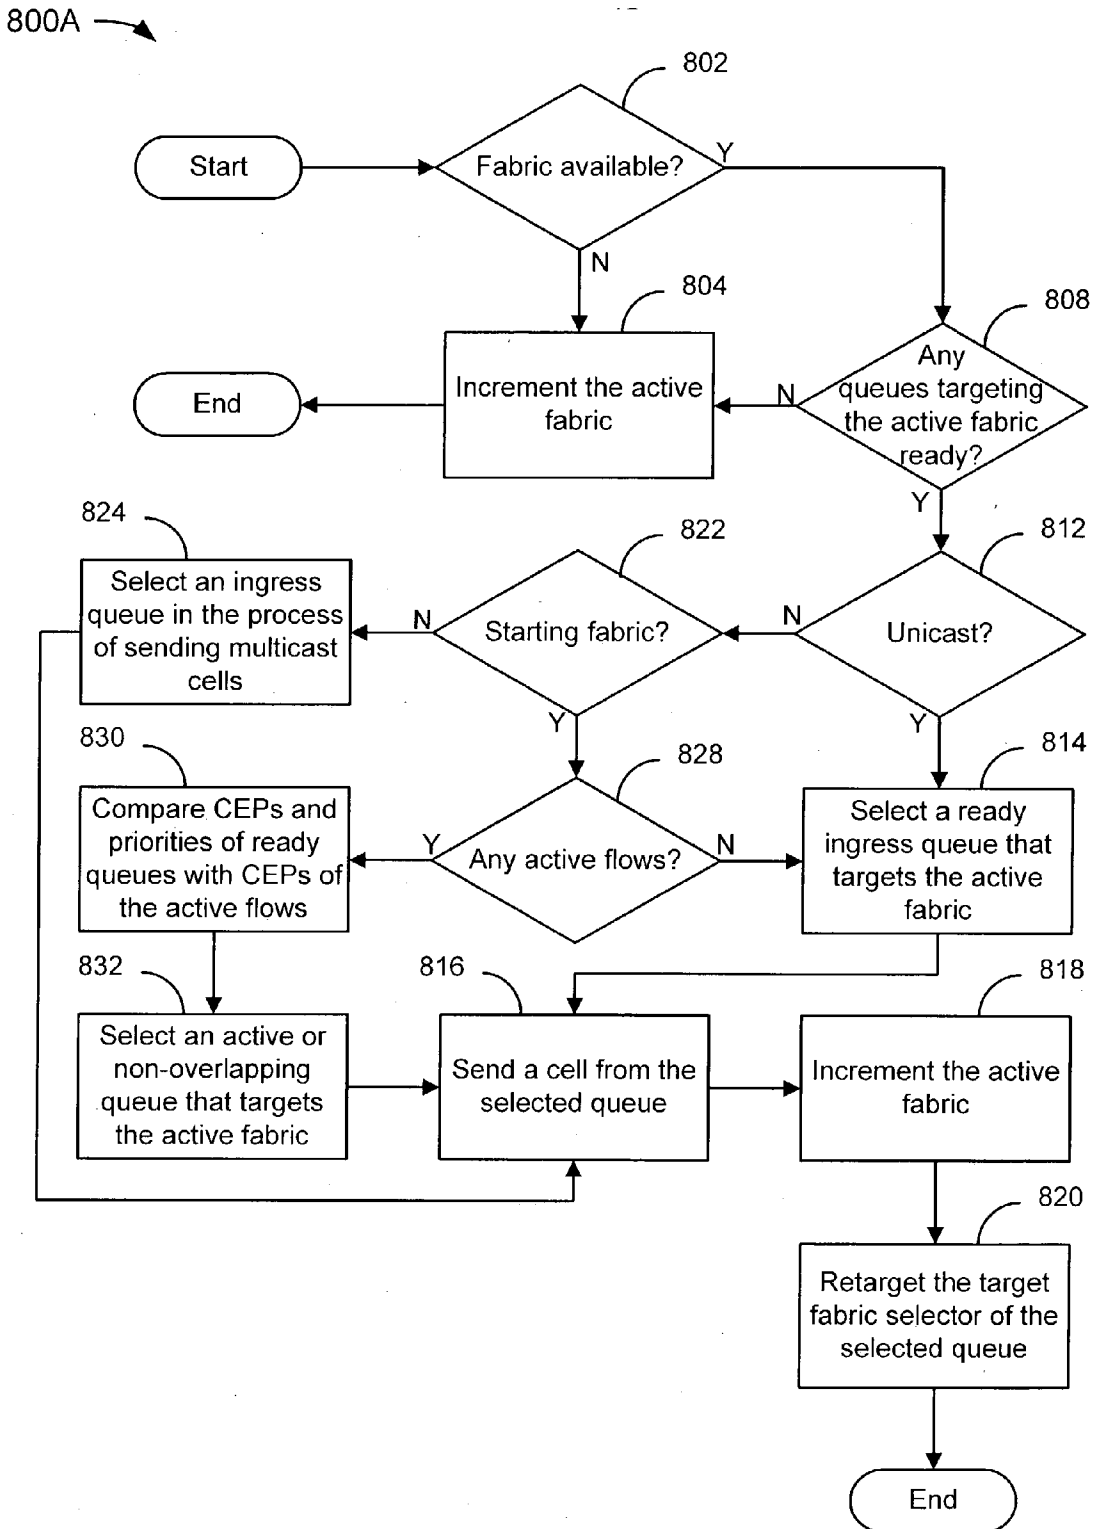 800A
802
Start
Fabric available?
Y
N
804
808
End
Increment the active
fabric
N
Any
queues targeting
the active fabric
ready?
Y
824
822
812
Select an ingress
queue in the process
of sending multicast
cells
N
Starting fabric?
N
Unicast?
Y
Y
830
828
814
Compare CEPs and
priorities of ready
queues with CEPs of
the active flows
Y
Any active flows?
N
Select a ready
ingress queue that
targets the active
fabric
832
816
818
Select an active or
non-overlapping
queue that targets
the active fabric
Send a cell from the
selected queue
Increment the active
fabric
820
Retarget the target
fabric selector of the
selected queue
End